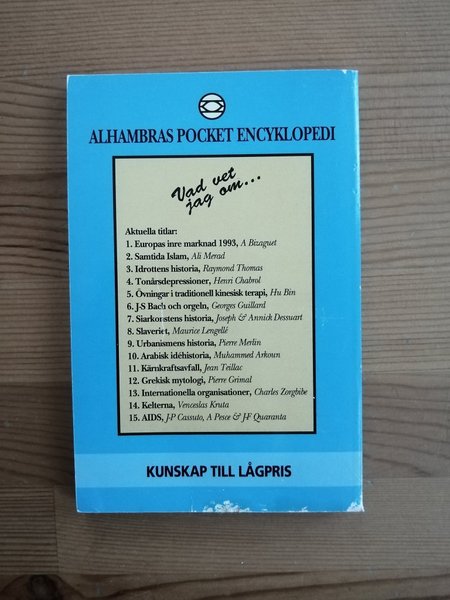 ALHAMBRAS POCKET ENCYKLOPEDI
Vad vet
jag om...
Aktuella titlar:
1. Europas inre marknad 1993, A Bizaguet
2. Samtida Islam, Ali Merad
3. Idrottens historia, Raymond Thomas
4. Tonårsdepressioner, Henri Chabrol
5. Övningar i traditionell kinesisk terapi, Hu Bin
6. J-S Bach och orgeln, Georges Guillard
7. Siarkonstens historia, Joseph & Annick Dessuart
8. Slaveriet, Maurice Lengellé
9. Urbanismens historia, Pierre Merlin
10. Arabisk idéhistoria, Muhammed Arkoun
11. Kärnkraftsavfall, Jean Teillac
12. Grekisk mytologi, Pierre Grimal
13. Internationella organisationer, Charles Zorgbibe
14. Kelterna, Venceslas Kruta
15. AIDS, J-P Cassuto, A Pesce & J-F Quaranta
KUNSKAP TILL LÅGPRIS